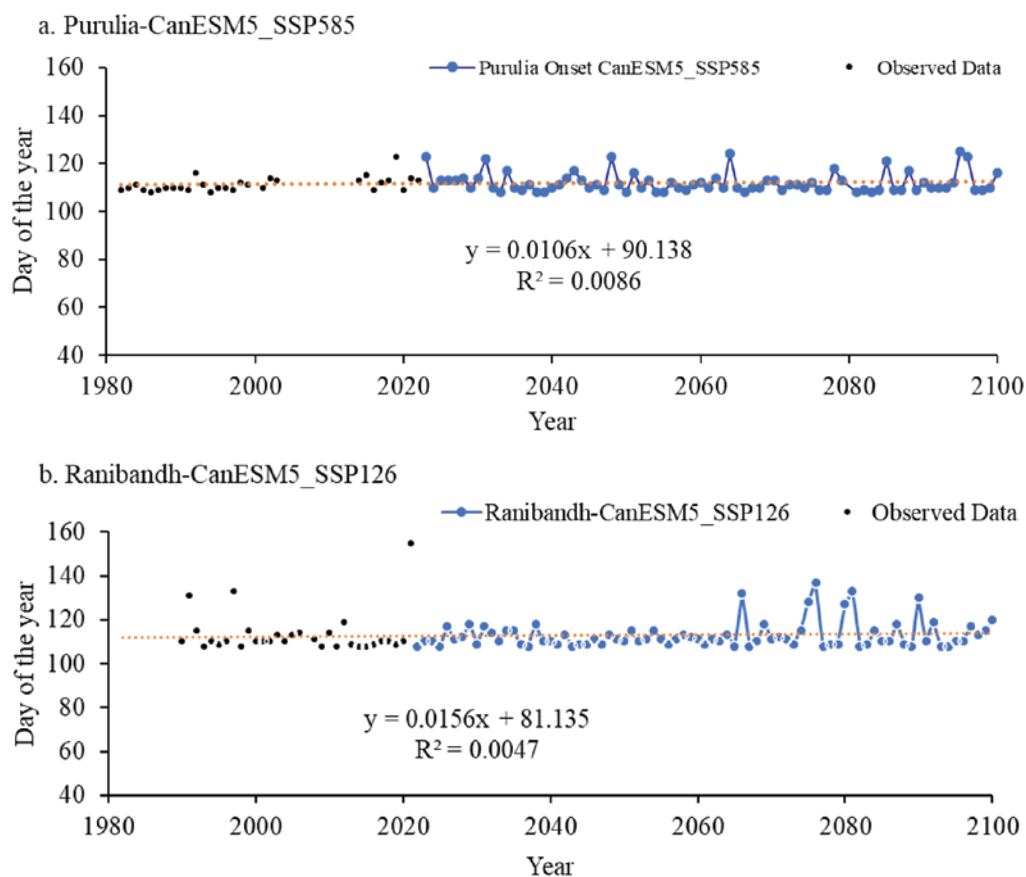 a. Purulia-CanESM5_SSP585
160
Purulia Onset CanESM5_SSP585
Observed Data
140
120
100
80
60
40
Day of the year
y = 0.0106x + 90.138
R² = 0.0086
1980 2000 2020 2040 2060 2080 2100
Year
b. Ranibandh-CanESM5_SSP126
Ranibandh-CanESM5_SSP126
Observed Data
160
140
120
100
80
60
40
Day of the year
y = 0.0156x + 81.135
R² = 0.0047
1980 2000 2020 2040 2060 2080 2100
Year